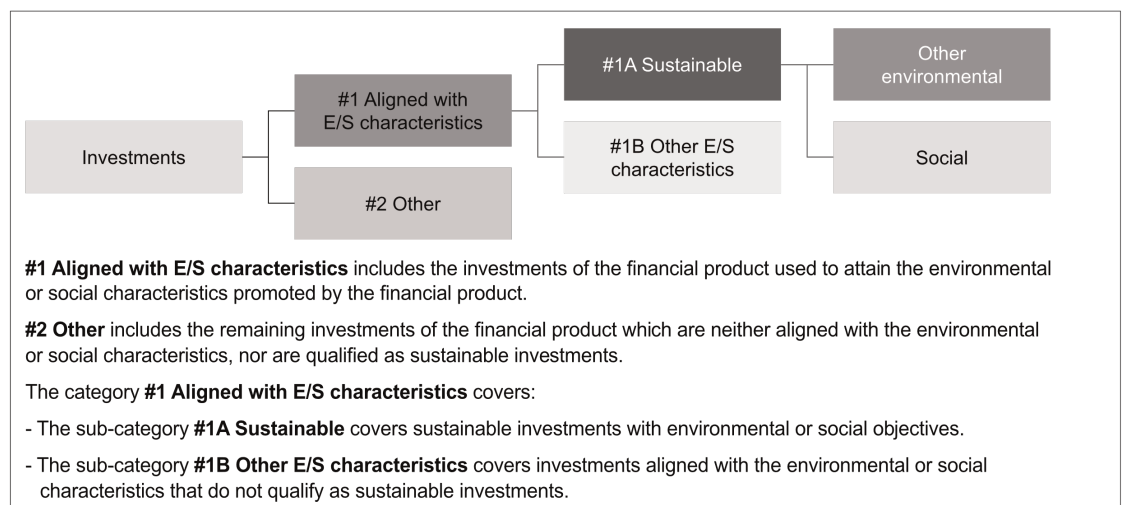 #1A Sustainable
Other
environmental
#1 Aligned with
E/S characteristics
Investments
#1B Other E/S
characteristics
Social
#2 Other
#1 Aligned with E/S characteristics includes the investments of the financial product used to attain the environmental
or social characteristics promoted by the financial product.
#2 Other includes the remaining investments of the financial product which are neither aligned with the environmental
or social characteristics, nor are qualified as sustainable investments.
The category #1 Aligned with E/S characteristics covers:
- The sub-category #1A Sustainable covers sustainable investments with environmental or social objectives.
- The sub-category #1B Other E/S characteristics covers investments aligned with the environmental or social
characteristics that do not qualify as sustainable investments.